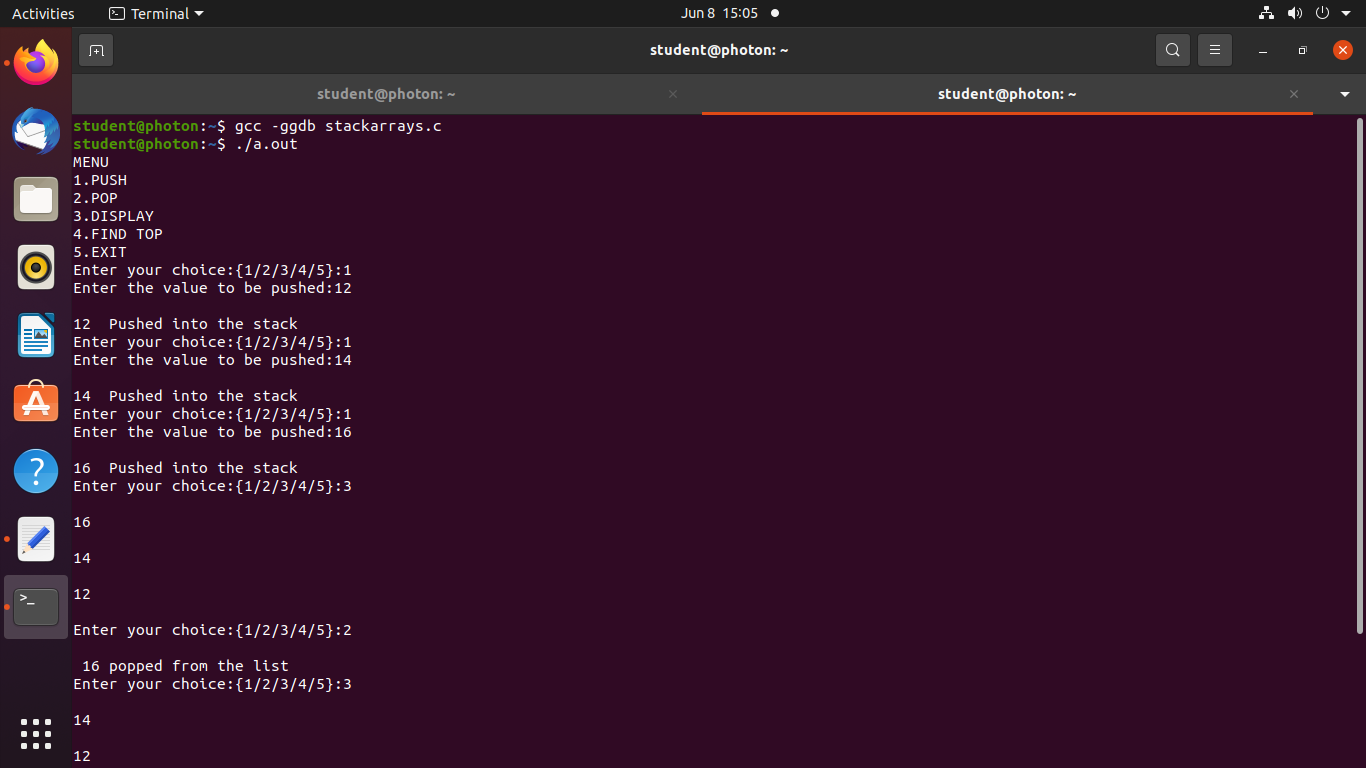 Activities Terminal Jun 8 15:05
student@photon: ~
student@photon: ~ student@photon: ~
student@photon:~$ gcc -ggdb stackarrays.c
student@photon:~$ ./a.out
MENU
1.PUSH
2.POP
3.DISPLAY
4.FIND TOP
5.EXIT
Enter your choice:{1/2/3/4/5}:1
Enter the value to be pushed:12
12  Pushed into the stack
Enter your choice:{1/2/3/4/5}:1
Enter the value to be pushed:14
14  Pushed into the stack
Enter your choice:{1/2/3/4/5}:1
Enter the value to be pushed:16
16  Pushed into the stack
Enter your choice:{1/2/3/4/5}:3
16
14
12
Enter your choice:{1/2/3/4/5}:2
 16 popped from the list
Enter your choice:{1/2/3/4/5}:3
14
12